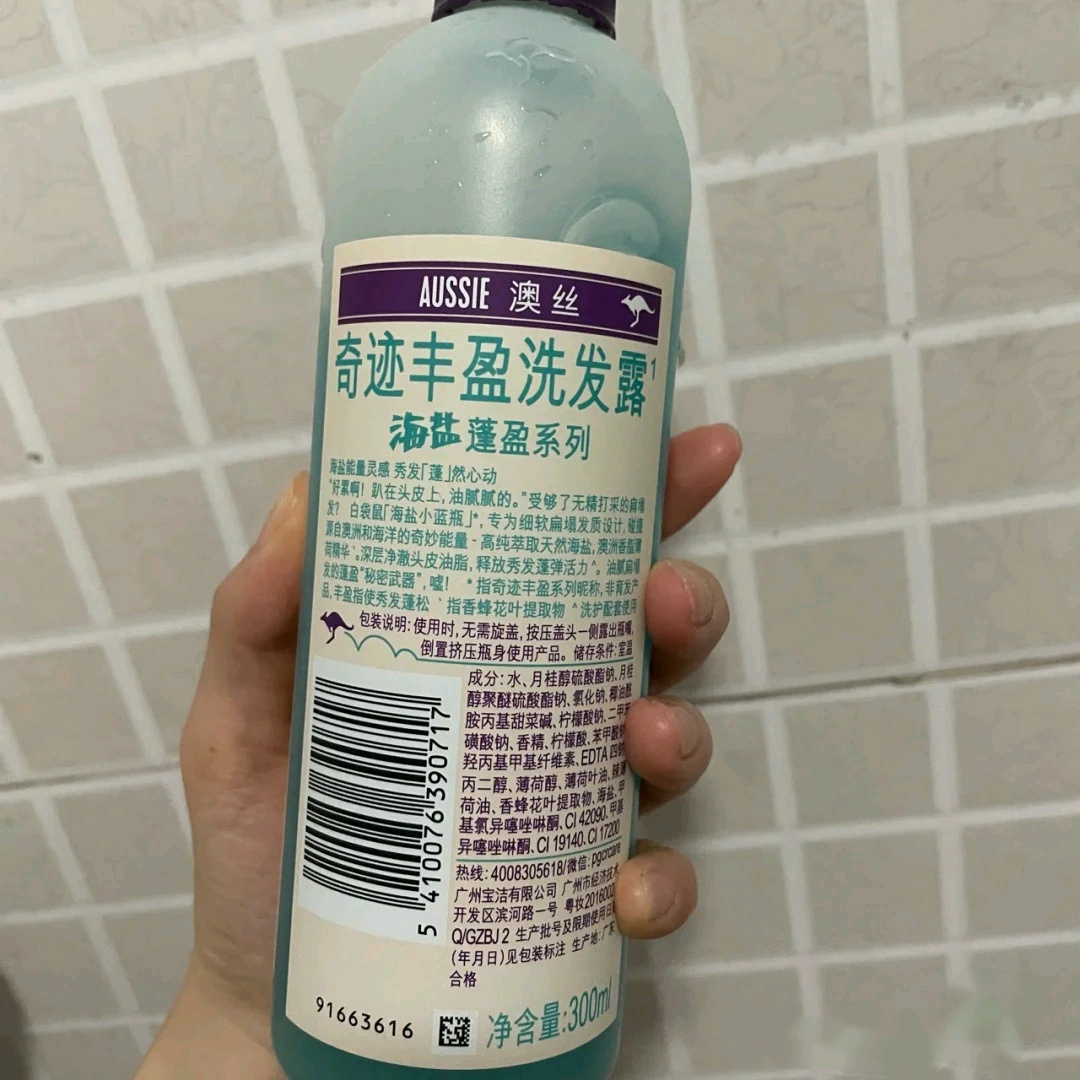 AUSSIE 澳丝
奇迹丰盈洗发露1
海盐蓬盈系列
海盐能量灵感 秀发「蓬」然心动
"好累啊! 趴在头皮上, 油腻腻的。"受够了无精打采的扁塌
发? 白袋鼠「海盐小蓝瓶」*, 专为细软扁塌发质设计, 碰撞
源自澳洲和海洋的奇妙能量 - 高纯萃取天然海盐, 澳洲香脂薄
荷精华`。深层净澈头皮油脂, 释放秀发蓬弹活力^。油腻扁塌
发的蓬盈"秘密武器", 嘘! *指奇迹丰盈系列昵称, 非育发产
品, 丰盈指使秀发蓬松 `指香蜂花叶提取物 ^洗护配套使用
包装说明: 使用时, 无需旋盖, 按压盖头一侧露出瓶嘴,
倒置挤压瓶身使用产品。 储存条件: 室温
成分: 水、月桂醇硫酸酯钠、月桂
醇聚醚硫酸酯钠、氯化钠、椰油酰
胺丙基甜菜碱、柠檬酸钠、二甲苯
磺酸钠、香精、柠檬酸、苯甲酸钠
羟丙基甲基纤维素、EDTA 四钠
丙二醇、薄荷醇、薄荷叶油、辣薄
荷油、香蜂花叶提取物、海盐、甲
基氯异噻唑啉酮、CI 42090、甲基
异噻唑啉酮、CI 19140、CI 17200
热线: 4008305618/微信: pgcrcare
广州宝洁有限公司 广州市经济技术
开发区滨河路一号 粤妆2016002
Q/GZBJ 2 生产批号及限期使用日期
(年月日)见包装标注 生产地: 广东
合格
5 410076 390717
91663616
净含量:300ml